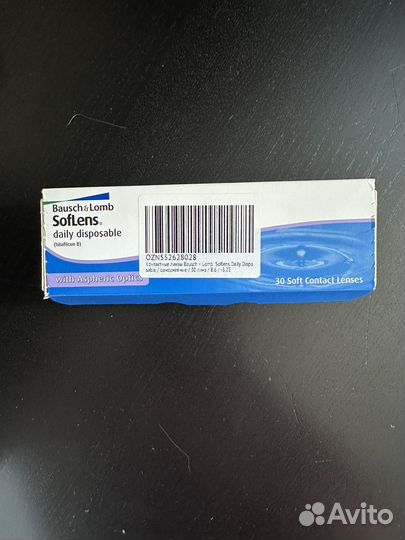 Bausch & Lomb
SofLens®
daily disposable
(hilafilcon B)
with Aspheric Optics
OZN552628028
Контактные линзы Bausch + Lomb Soflens Daily Dispo
sable / однодневные / 30 линз / 8.6 / -3.25
30 Soft Contact Lenses
Avito